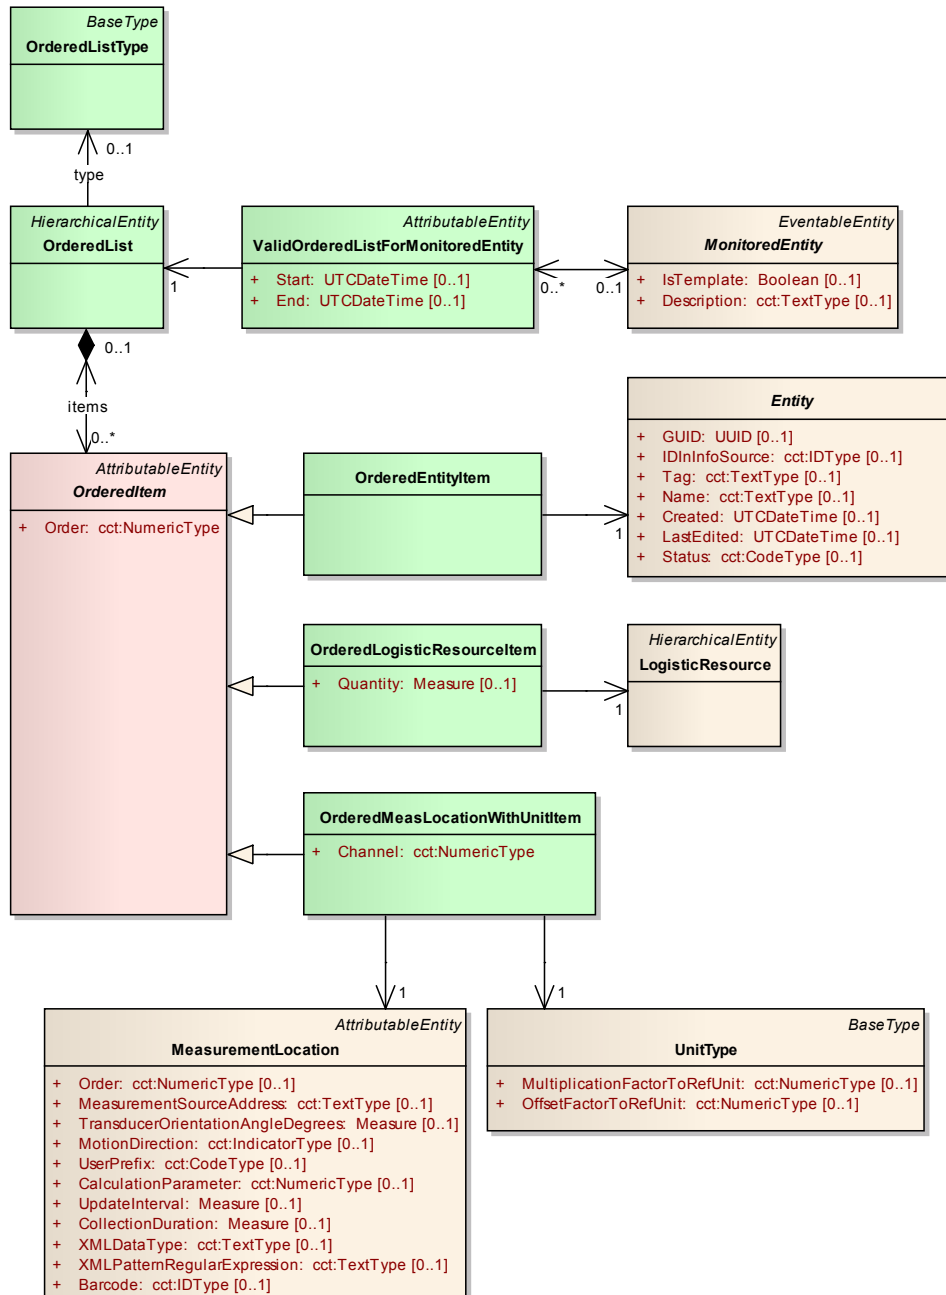 BaseType
OrderedListType
0..1
type
HierarchicalEntity
OrderedList
1
AttributableEntity
ValidOrderedListForMonitoredEntity
+ Start: UTCDateTime [0..1]
+ End: UTCDateTime [0..1]
0..*
0..1
EventableEntity
MonitoredEntity
+ IsTemplate: Boolean [0..1]
+ Description: cct:TextType [0..1]
0..1
items
0..*
AttributableEntity
OrderedItem
+ Order: cct:NumericType
OrderedEntityItem
1
Entity
+ GUID: UUID [0..1]
+ IDInInfoSource: cct:IDType [0..1]
+ Tag: cct:TextType [0..1]
+ Name: cct:TextType [0..1]
+ Created: UTCDateTime [0..1]
+ LastEdited: UTCDateTime [0..1]
+ Status: cct:CodeType [0..1]
OrderedLogisticResourceItem
+ Quantity: Measure [0..1]
1
HierarchicalEntity
LogisticResource
OrderedMeasLocationWithUnitItem
+ Channel: cct:NumericType
1
1
AttributableEntity
MeasurementLocation
+ Order: cct:NumericType [0..1]
+ MeasurementSourceAddress: cct:TextType [0..1]
+ TransducerOrientationAngleDegrees: Measure [0..1]
+ MotionDirection: cct:IndicatorType [0..1]
+ UserPrefix: cct:CodeType [0..1]
+ CalculationParameter: cct:NumericType [0..1]
+ UpdateInterval: Measure [0..1]
+ CollectionDuration: Measure [0..1]
+ XMLDataType: cct:TextType [0..1]
+ XMLPatternRegularExpression: cct:TextType [0..1]
+ Barcode: cct:IDType [0..1]
BaseType
UnitType
+ MultiplicationFactorToRefUnit: cct:NumericType [0..1]
+ OffsetFactorToRefUnit: cct:NumericType [0..1]